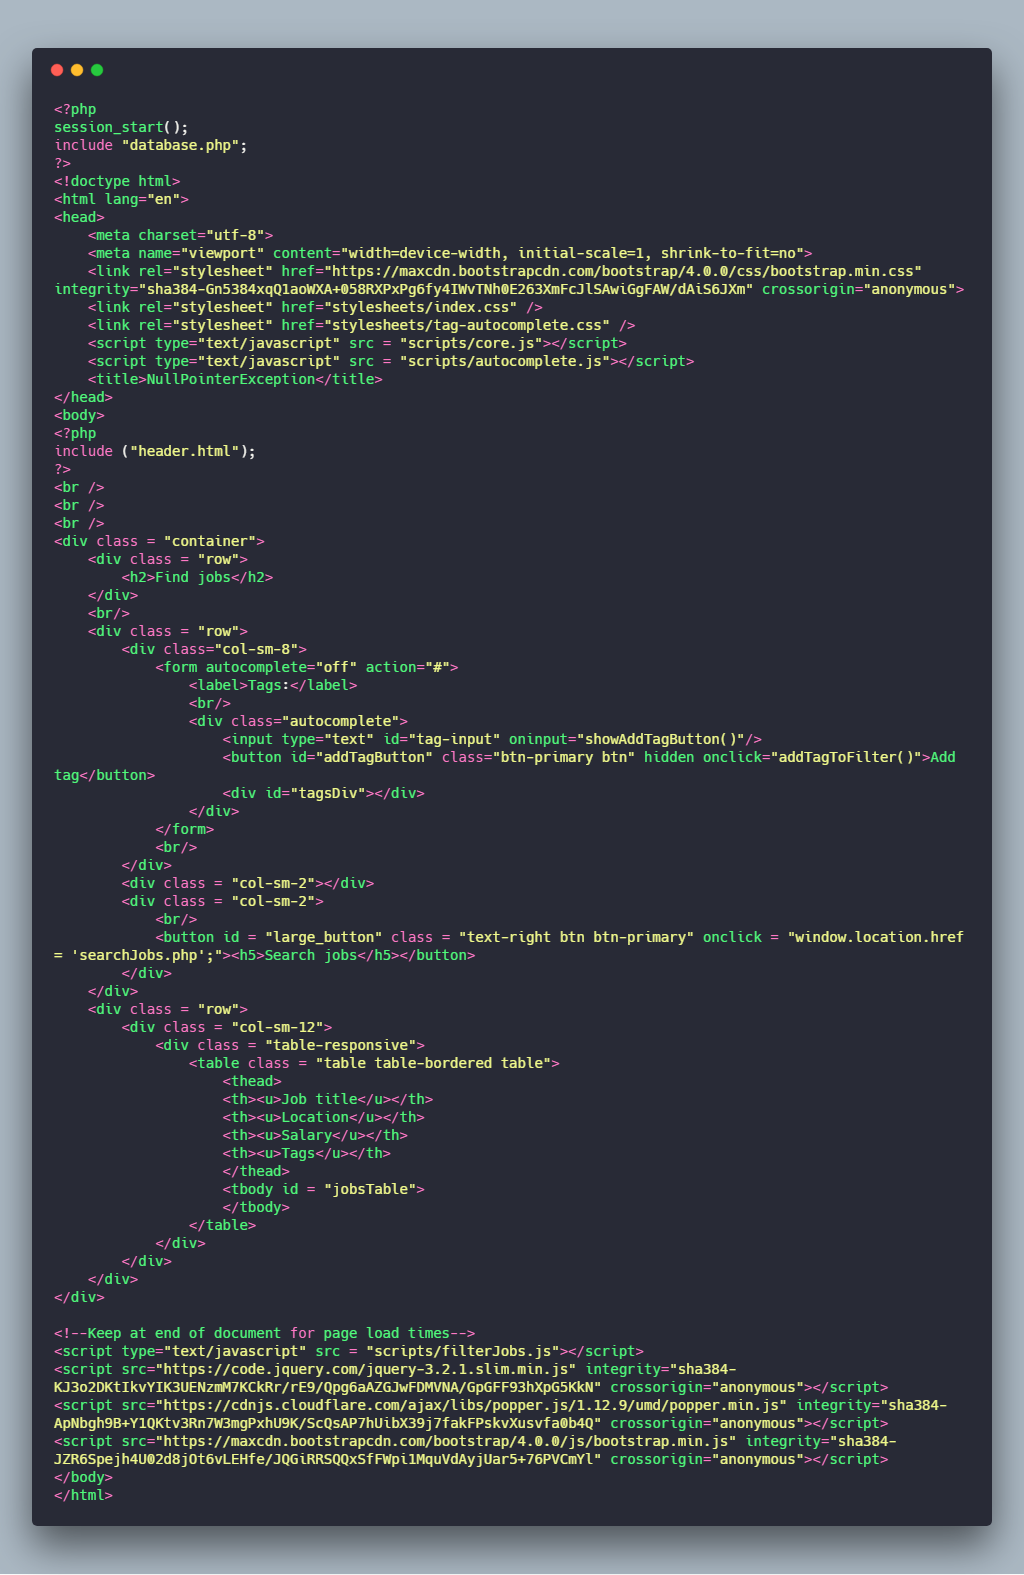 <?php
session_start();
include "database.php";
?>
<!doctype html>
<html lang="en">
<head>
    <meta charset="utf-8">
    <meta name="viewport" content="width=device-width, initial-scale=1, shrink-to-fit=no">
    <link rel="stylesheet" href="https://maxcdn.bootstrapcdn.com/bootstrap/4.0.0/css/bootstrap.min.css"
integrity="sha384-Gn5384xqQ1aoWXA+058RXPxPg6fy4IWvTNh0E263XmFcJlSAwiGgFAW/dAiS6JXm" crossorigin="anonymous">
    <link rel="stylesheet" href="stylesheets/index.css" />
    <link rel="stylesheet" href="stylesheets/tag-autocomplete.css" />
    <script type="text/javascript" src = "scripts/core.js"></script>
    <script type="text/javascript" src = "scripts/autocomplete.js"></script>
    <title>NullPointerException</title>
</head>
<body>
<?php
include ("header.html");
?>
<br />
<br />
<br />
<div class = "container">
    <div class = "row">
        <h2>Find jobs</h2>
    </div>
    <br/>
    <div class = "row">
        <div class="col-sm-8">
            <form autocomplete="off" action="#">
                <label>Tags:</label>
                <br/>
                <div class="autocomplete">
                    <input type="text" id="tag-input" oninput="showAddTagButton()"/>
                    <button id="addTagButton" class="btn-primary btn" hidden onclick="addTagToFilter()">Add
tag</button>
                    <div id="tagsDiv"></div>
                </div>
            </form>
            <br/>
        </div>
        <div class = "col-sm-2"></div>
        <div class = "col-sm-2">
            <br/>
            <button id = "large_button" class = "text-right btn btn-primary" onclick = "window.location.href
= 'searchJobs.php';"><h5>Search jobs</h5></button>
        </div>
    </div>
    <div class = "row">
        <div class = "col-sm-12">
            <div class = "table-responsive">
                <table class = "table table-bordered table">
                    <thead>
                    <th><u>Job title</u></th>
                    <th><u>Location</u></th>
                    <th><u>Salary</u></th>
                    <th><u>Tags</u></th>
                    </thead>
                    <tbody id = "jobsTable">
                    </tbody>
                </table>
            </div>
        </div>
    </div>
</div>

<!--Keep at end of document for page load times-->
<script type="text/javascript" src = "scripts/filterJobs.js"></script>
<script src="https://code.jquery.com/jquery-3.2.1.slim.min.js" integrity="sha384-
KJ3o2DKtIkvYIK3UENzmM7KCkRr/rE9/Qpg6aAZGJwFDMVNA/GpGFF93hXpG5KkN" crossorigin="anonymous"></script>
<script src="https://cdnjs.cloudflare.com/ajax/libs/popper.js/1.12.9/umd/popper.min.js" integrity="sha384-
ApNbgh9B+Y1QKtv3Rn7W3mgPxhU9K/ScQsAP7hUibX39j7fakFPskvXusvfa0b4Q" crossorigin="anonymous"></script>
<script src="https://maxcdn.bootstrapcdn.com/bootstrap/4.0.0/js/bootstrap.min.js" integrity="sha384-
JZR6Spejh4U02d8jOt6vLEHfe/JQGiRRSQQxSfFWpi1MquVdAyjUar5+76PVCmYl" crossorigin="anonymous"></script>
</body>
</html>